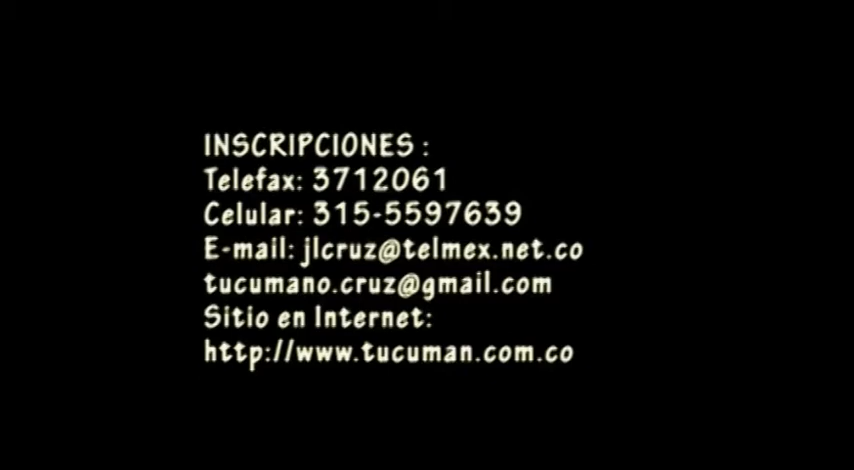 INSCRIPCIONES :
Telefax: 3712061
Celular: 315-5597639
E-mail: jlcruz@telmex.net.co
tucumano.cruz@gmail.com
Sitio en Internet:
http://www.tucuman.com.co